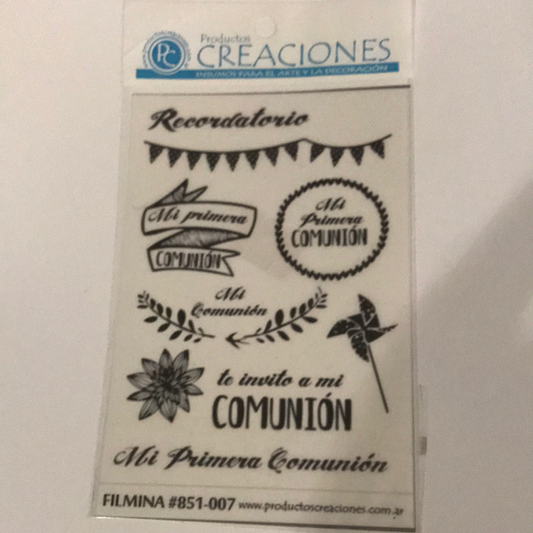 Productos
CREACIONES
INSUMOS PARA EL ARTE Y LA DECORACIÓN
PC
Recordatorio
Mi primera
COMUNIÓN
Mi
Primera
COMUNIÓN
Mi
Comunión
te invito a mi
COMUNIÓN
Mi Primera Comunión
FILMINA #851-007 www.productoscreaciones.com.ar